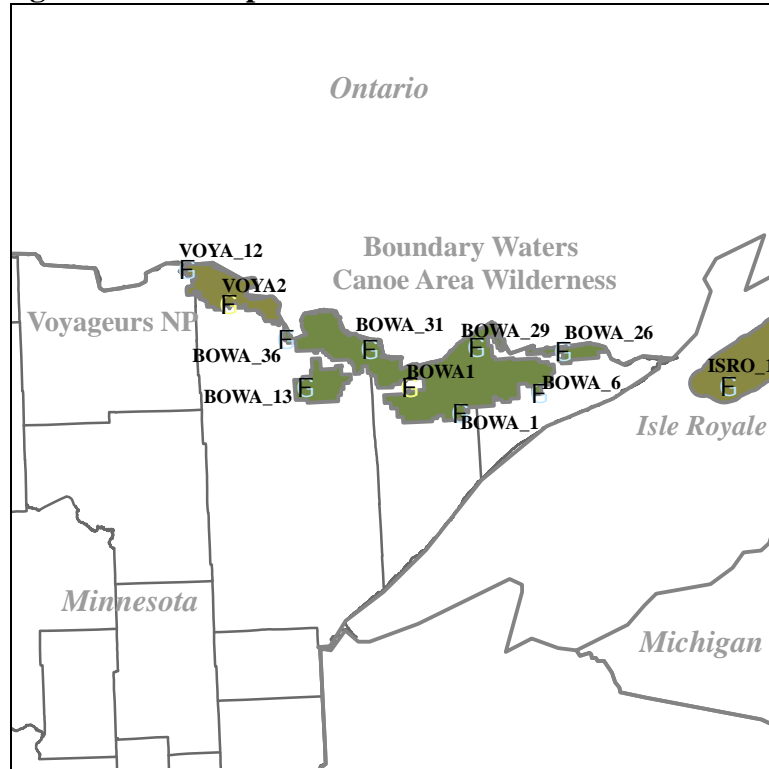 Ontario
Boundary Waters
Canoe Area Wilderness
VOYA_12
VOYA2
Voyageurs NP
BOWA_36
BOWA_31
BOWA_29
BOWA_26
BOWA_13
BOWA1
BOWA_6
BOWA_1
ISRO_1
Isle Royale
Minnesota
Michigan